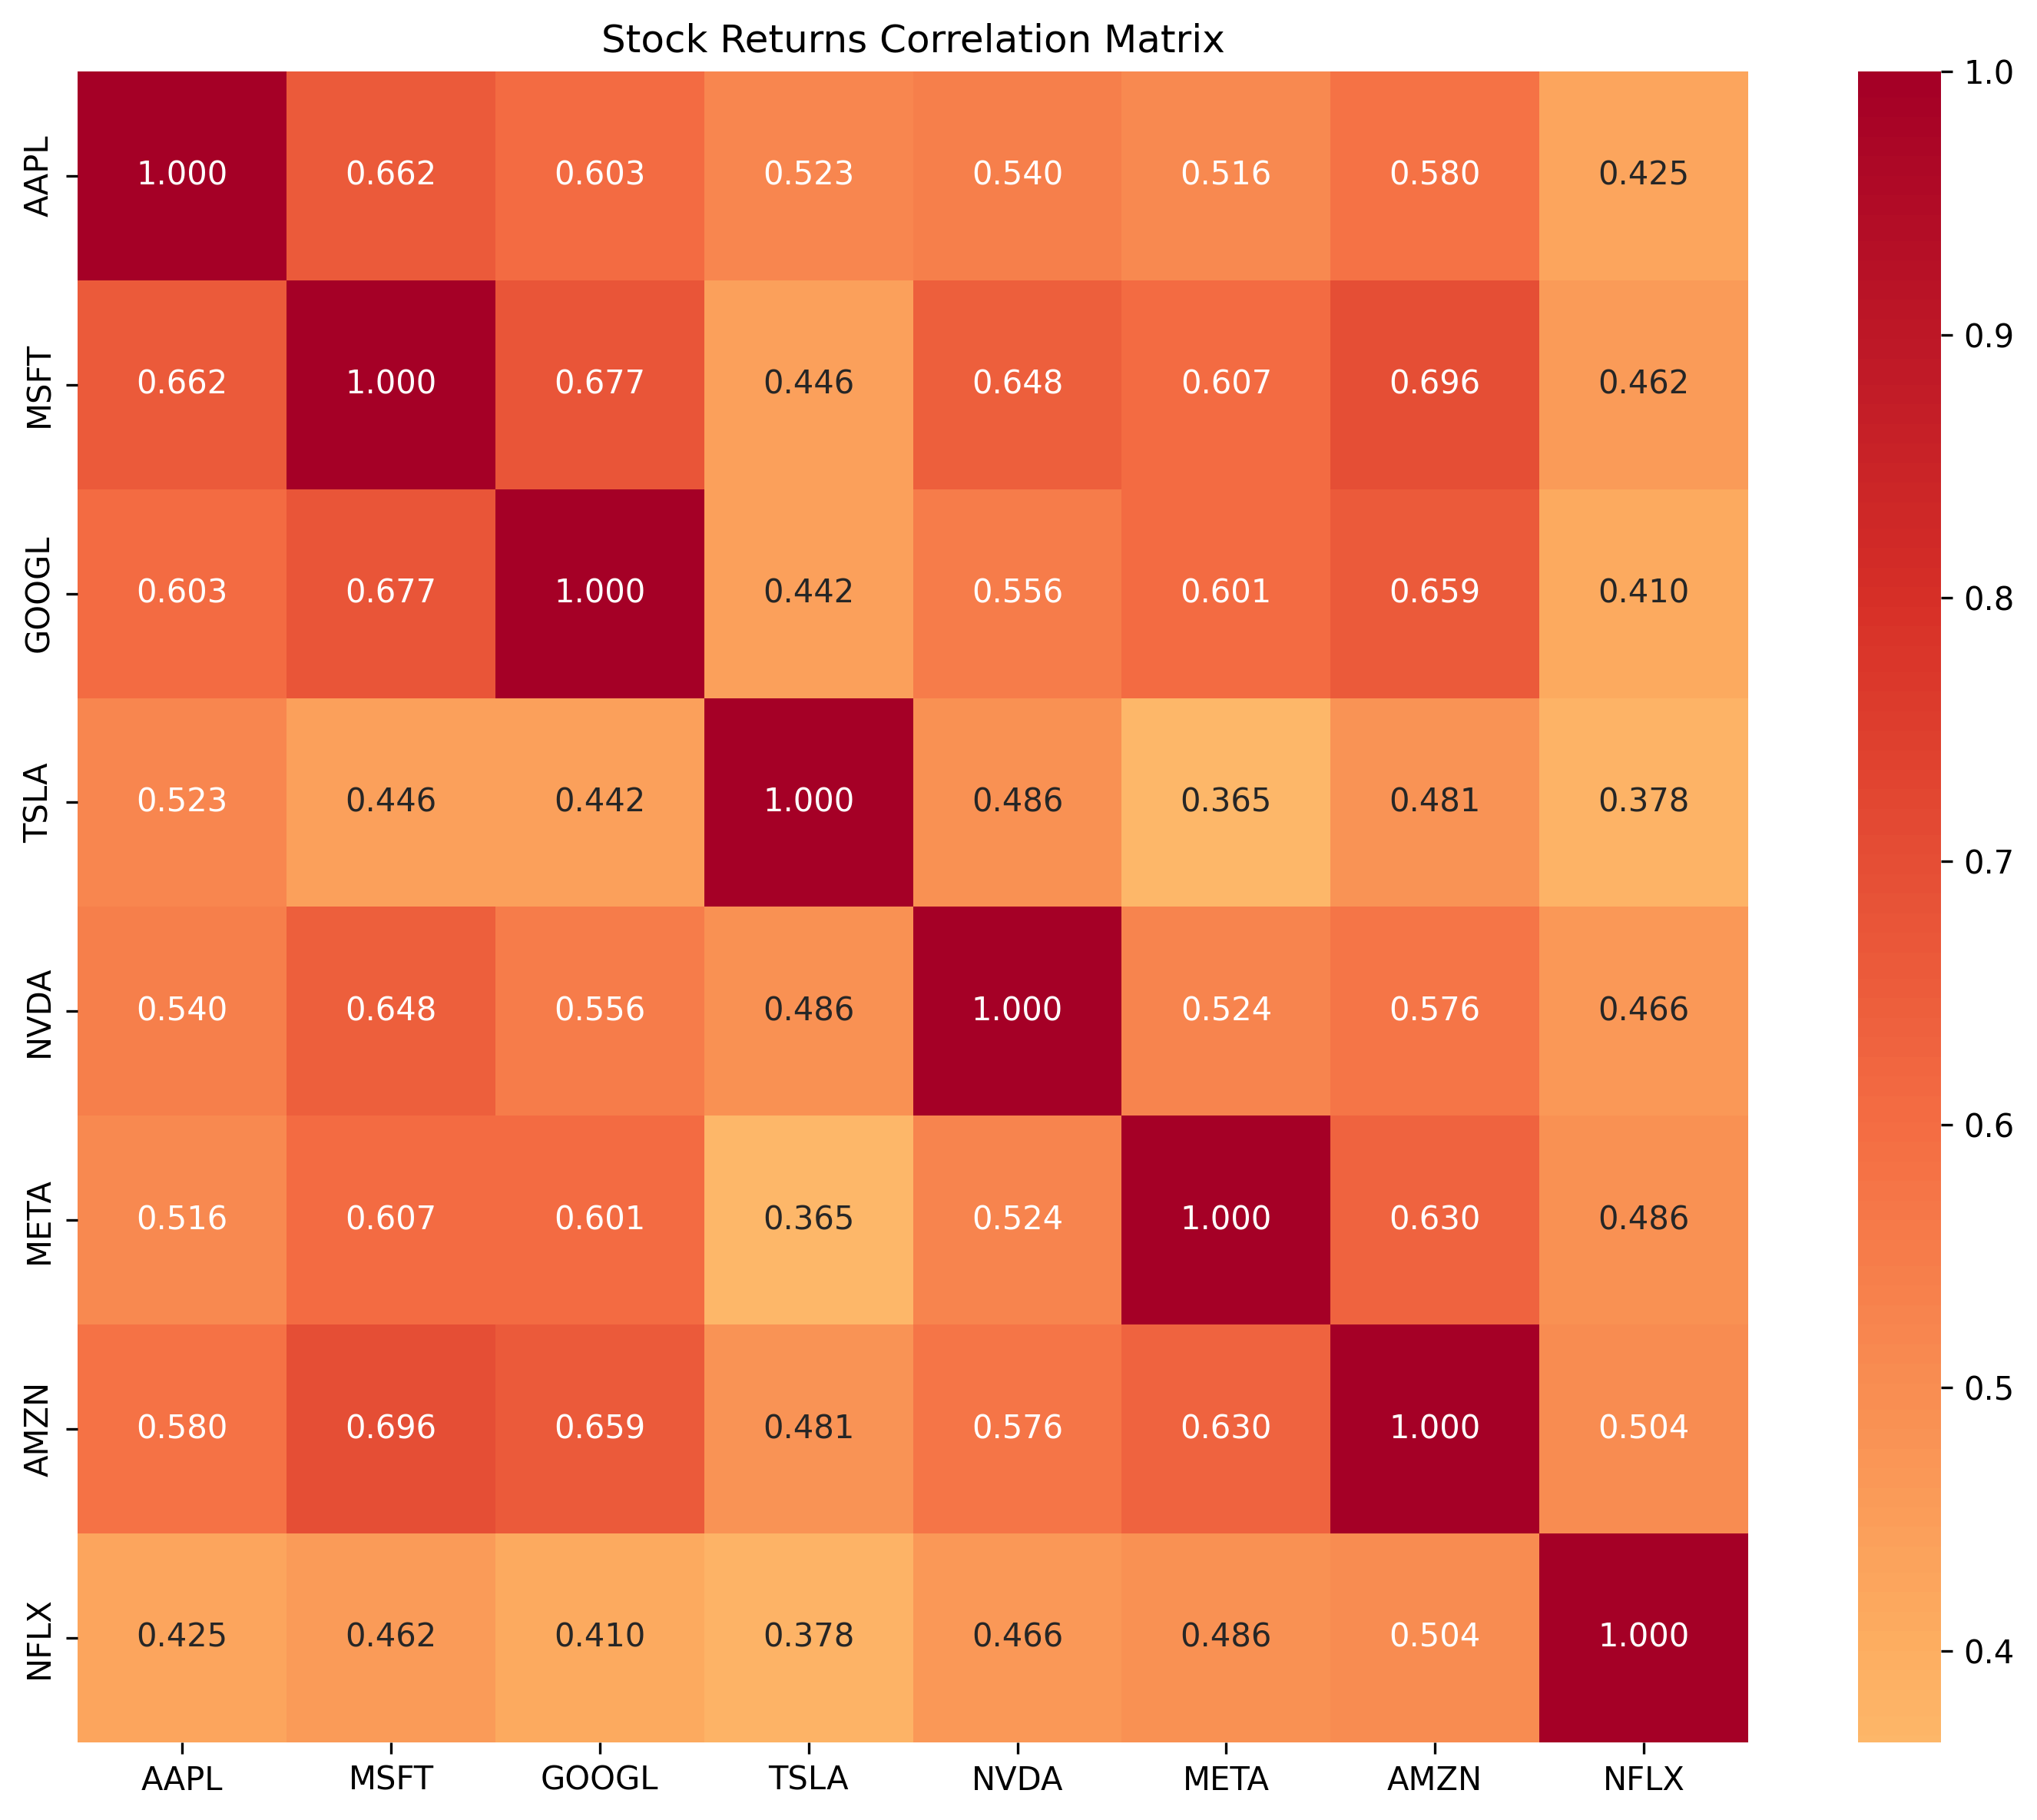 Stock Returns Correlation Matrix
AAPL 1.000 0.662 0.603 0.523 0.540 0.516 0.580 0.425
MSFT 0.662 1.000 0.677 0.446 0.648 0.607 0.696 0.462
GOOGL 0.603 0.677 1.000 0.442 0.556 0.601 0.659 0.410
TSLA 0.523 0.446 0.442 1.000 0.486 0.365 0.481 0.378
NVDA 0.540 0.648 0.556 0.486 1.000 0.524 0.576 0.466
META 0.516 0.607 0.601 0.365 0.524 1.000 0.630 0.486
AMZN 0.580 0.696 0.659 0.481 0.576 0.630 1.000 0.504
NFLX 0.425 0.462 0.410 0.378 0.466 0.486 0.504 1.000
AAPL MSFT GOOGL TSLA NVDA META AMZN NFLX
1.0
0.9
0.8
0.7
0.6
0.5
0.4